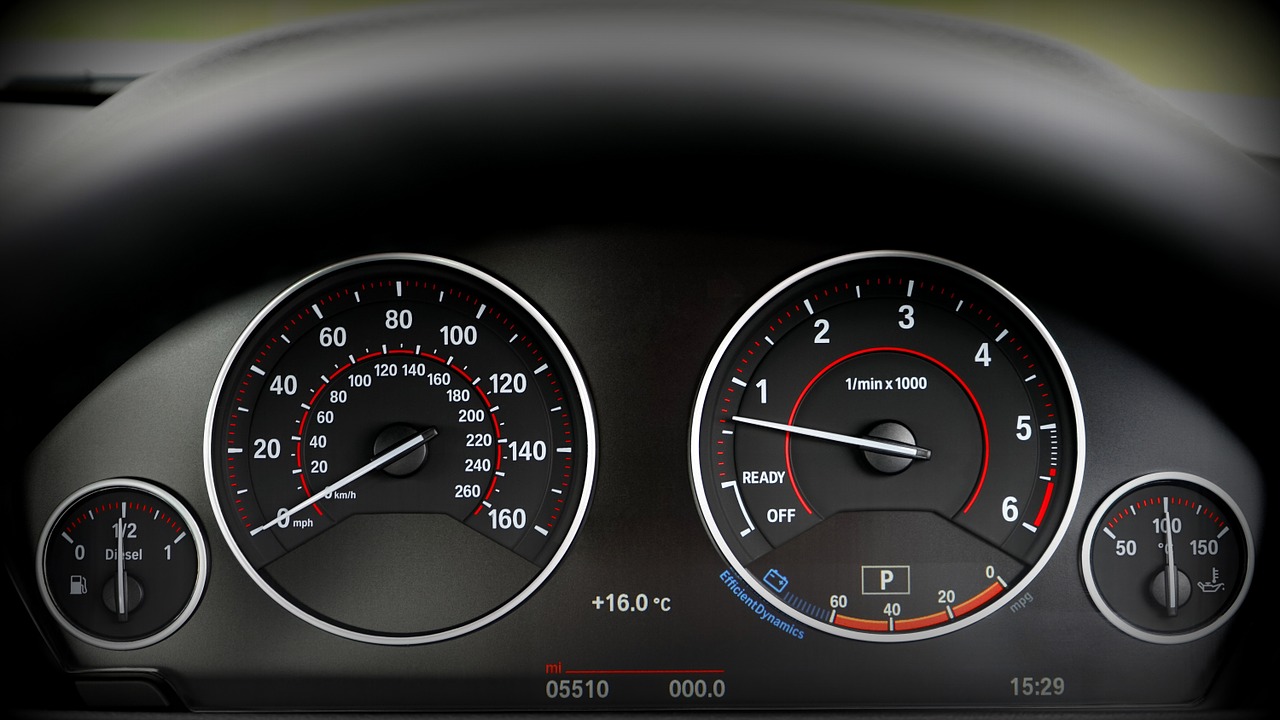 0 20 40 60 80 100 120 140 160
mph
0 20 40 60 80 100 120 140 160 180 200 220 240 260
km/h
1 2 3 4 5 6
1/min x 1000
READY
OFF
0 1/2 1
Diesel
50 100 150
°C
P
60 40 20 0
mpg
EfficientDynamics
+16.0 °C
mi
05510 000.0
15:29